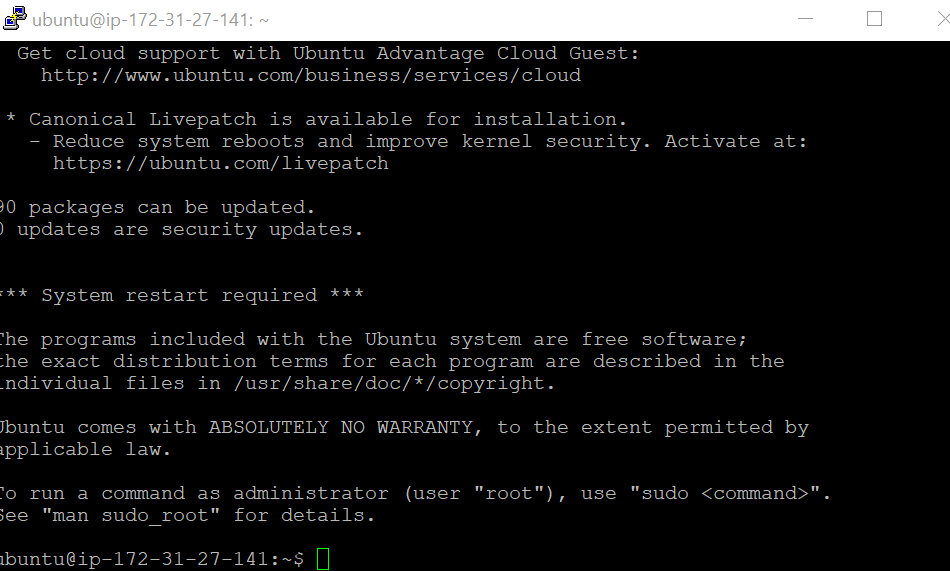 ubuntu@ip-172-31-27-141: ~
Get cloud support with Ubuntu Advantage Cloud Guest:
http://www.ubuntu.com/business/services/cloud
* Canonical Livepatch is available for installation.
- Reduce system reboots and improve kernel security. Activate at:
https://ubuntu.com/livepatch
90 packages can be updated.
0 updates are security updates.
*** System restart required ***
The programs included with the Ubuntu system are free software;
the exact distribution terms for each program are described in the
individual files in /usr/share/doc/*/copyright.
Ubuntu comes with ABSOLUTELY NO WARRANTY, to the extent permitted by
applicable law.
To run a command as administrator (user "root"), use "sudo <command>".
See "man sudo_root" for details.
ubuntu@ip-172-31-27-141:~$